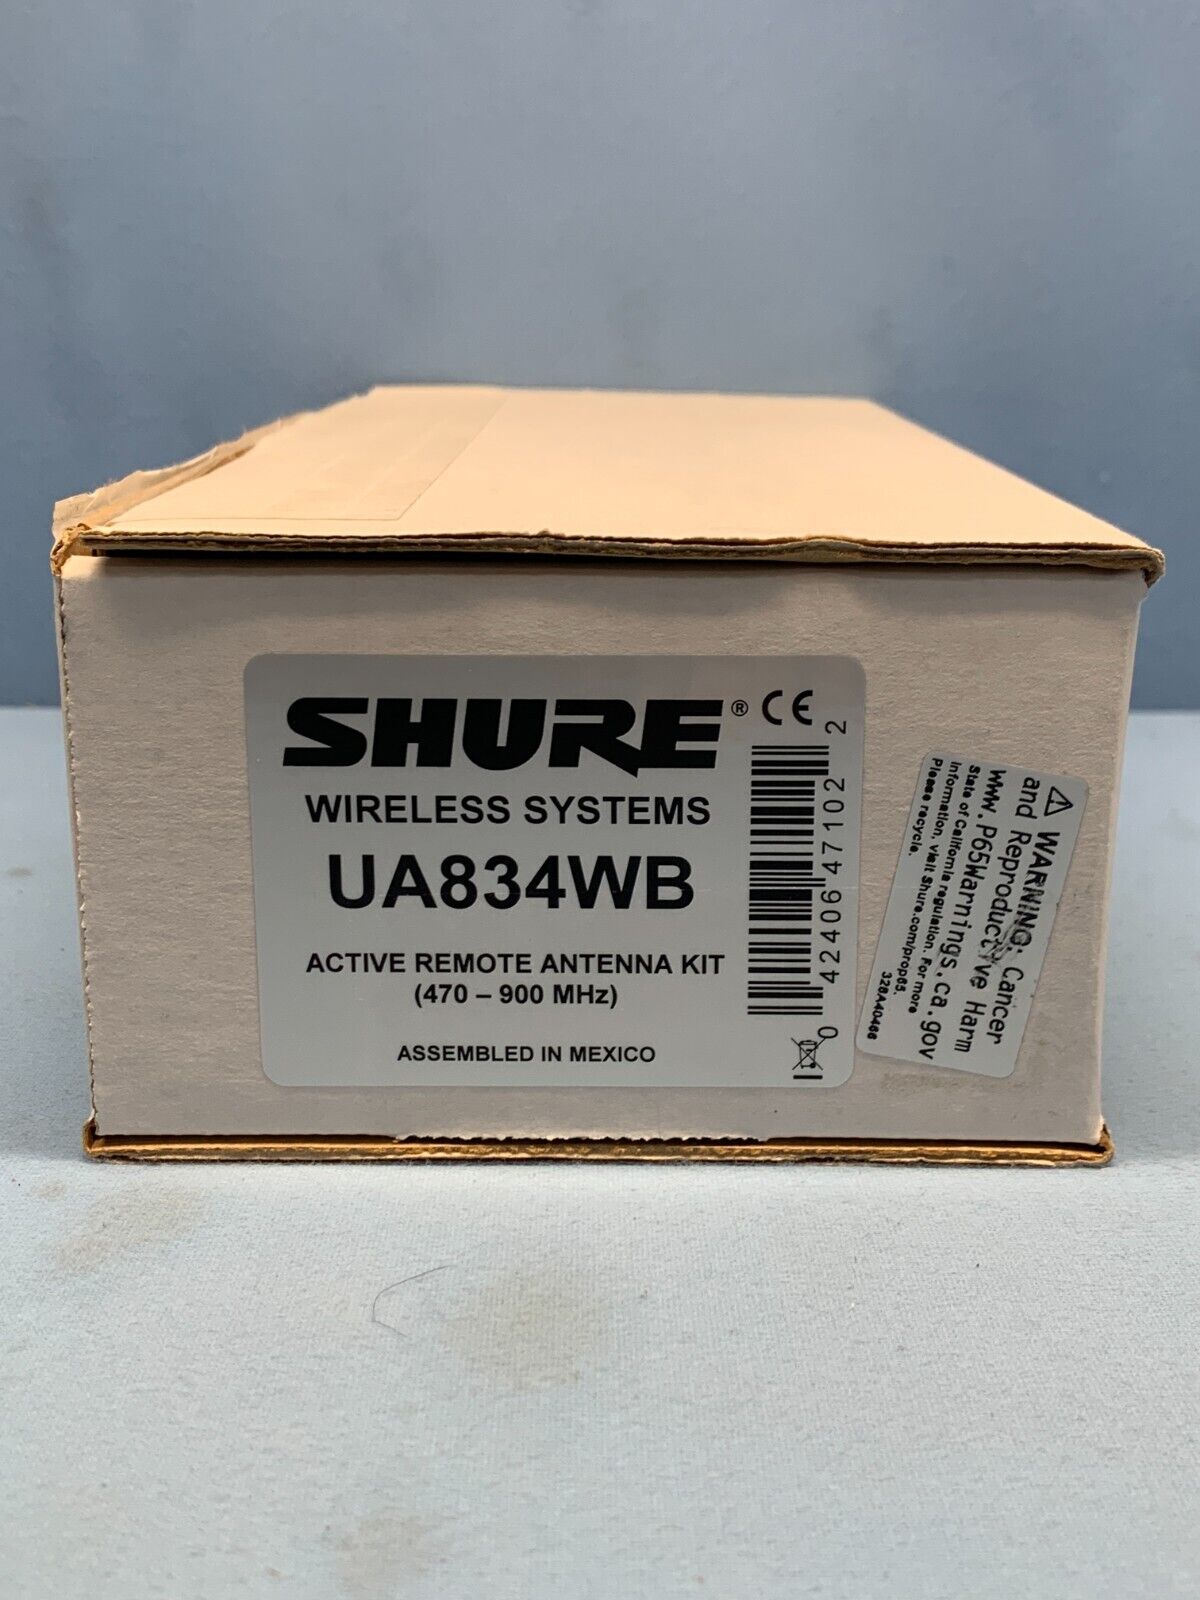 SHURE® CE
WIRELESS SYSTEMS
UA834WB
ACTIVE REMOTE ANTENNA KIT
(470 – 900 MHz)
ASSEMBLED IN MEXICO
0 42406 47102 2
⚠ WARNING: Cancer
and Reproductive Harm
www.P65Warnings.ca.gov
State of California regulation. For more
information, visit Shure.com/prop65.
Please recycle.
32BA40466